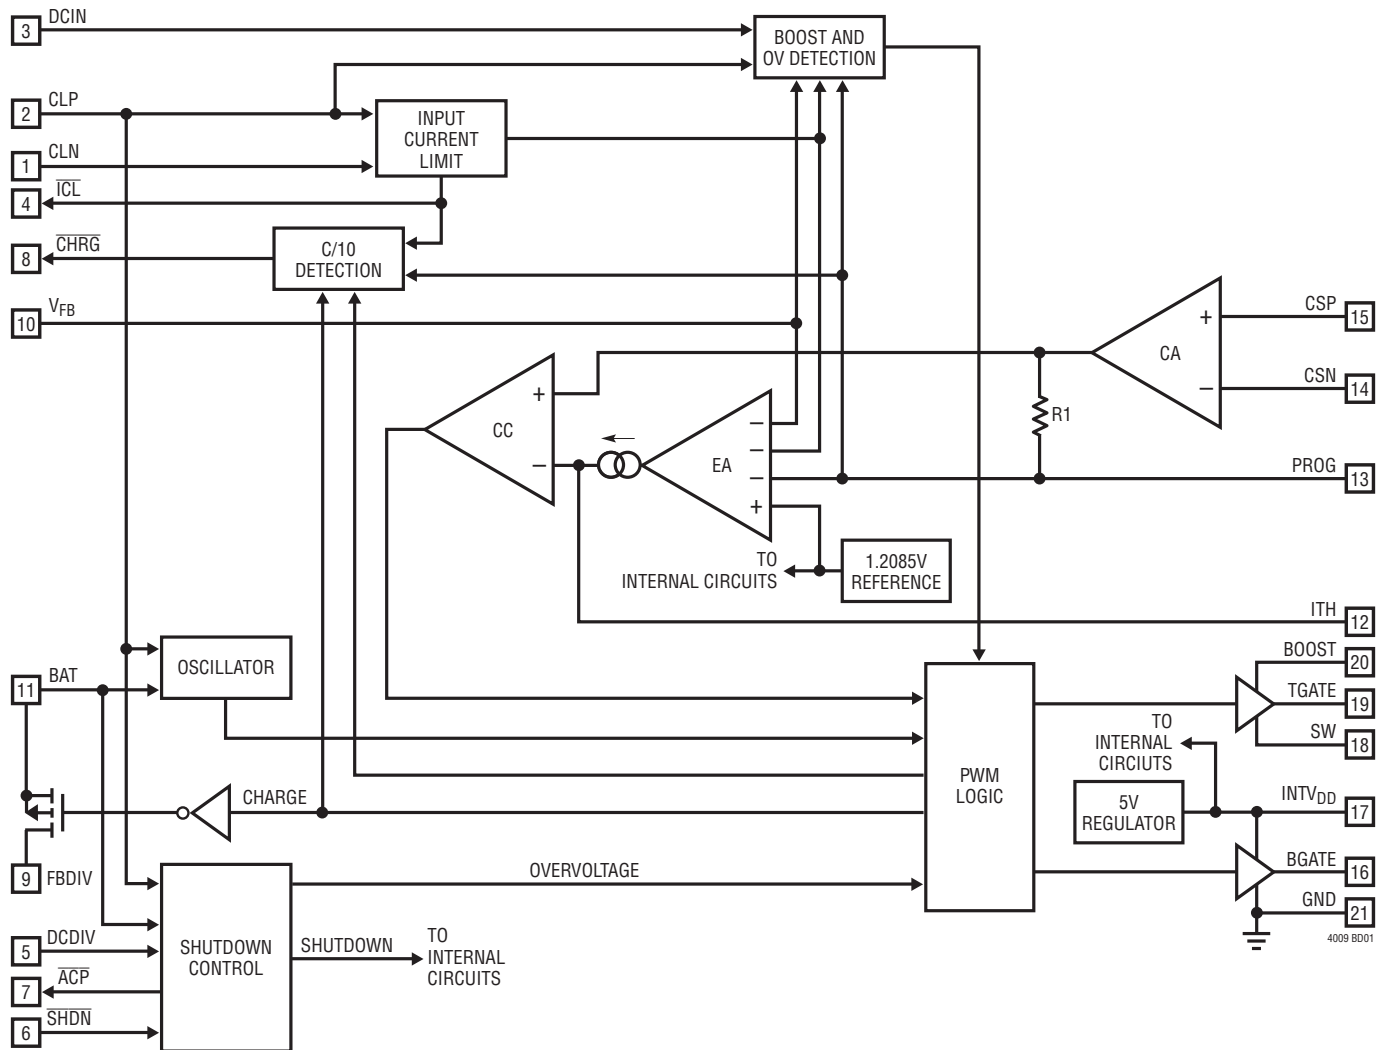 3 DCIN
BOOST AND
OV DETECTION
2 CLP
INPUT
CURRENT
LIMIT
1 CLN
4 ICL
8 CHRG
C/10
DETECTION
10 VFB
CSP 15
+
CA
−
CSN 14
R1
+
CC
−
−
−
EA
−
+
PROG 13
TO
INTERNAL CIRCUITS
1.2085V
REFERENCE
ITH 12
BOOST 20
TGATE 19
SW 18
OSCILLATOR
11 BAT
TO
INTERNAL
CIRCIUTS
PWM
LOGIC
5V
REGULATOR
INTVDD 17
CHARGE
BGATE 16
GND 21
4009 BD01
9 FBDIV
OVERVOLTAGE
SHUTDOWN
CONTROL
SHUTDOWN
TO
INTERNAL
CIRCUITS
5 DCDIV
7 ACP
6 SHDN